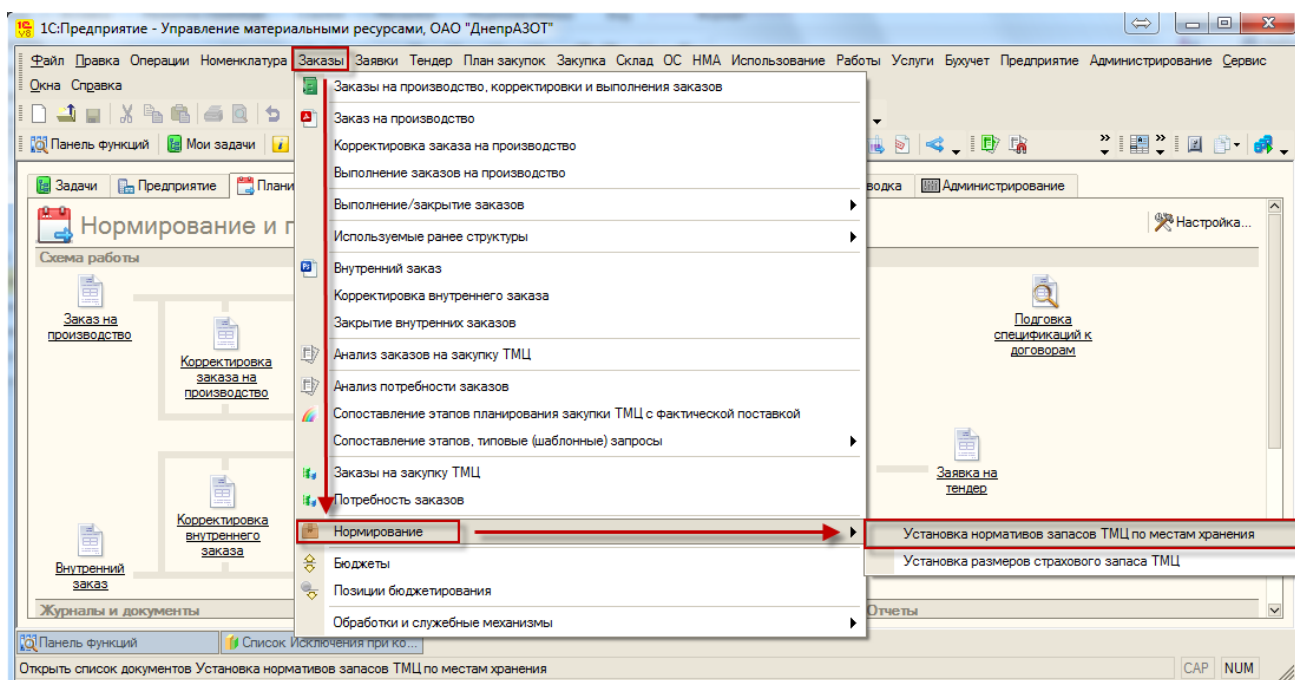 1С:Предприятие - Управление материальными ресурсами, ОАО "ДнепрАЗОТ"
Файл Правка Операции Номенклатура Заказы Заявки Тендер План закупок Закупка Склад ОС НМА Использование Работы Услуги Бухучет Предприятие Администрирование Сервис
Окна Справка
Панель функций Мои задачи
Задачи Предприятие Плани
водка Администрирование
Нормирование и п
Настройка...
Схема работы
Заказ на
производство
Корректировка
заказа на
производство
Корректировка
внутреннего
заказа
Внутренний
заказ
Журналы и документы
Заказы на производство, корректировки и выполнения заказов
Заказ на производство
Корректировка заказа на производство
Выполнение заказов на производство
Выполнение/закрытие заказов
Используемые ранее структуры
Внутренний заказ
Корректировка внутреннего заказа
Закрытие внутренних заказов
Анализ заказов на закупку ТМЦ
Анализ потребности заказов
Сопоставление этапов планирования закупки ТМЦ с фактической поставкой
Сопоставление этапов, типовые (шаблонные) запросы
Заказы на закупку ТМЦ
Потребность заказов
Нормирование
Бюджеты
Позиции бюджетирования
Обработки и служебные механизмы
Подговка
спецификаций к
договорам
Заявка на
тендер
Установка нормативов запасов ТМЦ по местам хранения
Установка размеров страхового запаса ТМЦ
Отчеты
Панель функций Список Исключения при ко...
Открыть список документов Установка нормативов запасов ТМЦ по местам хранения
CAP NUM